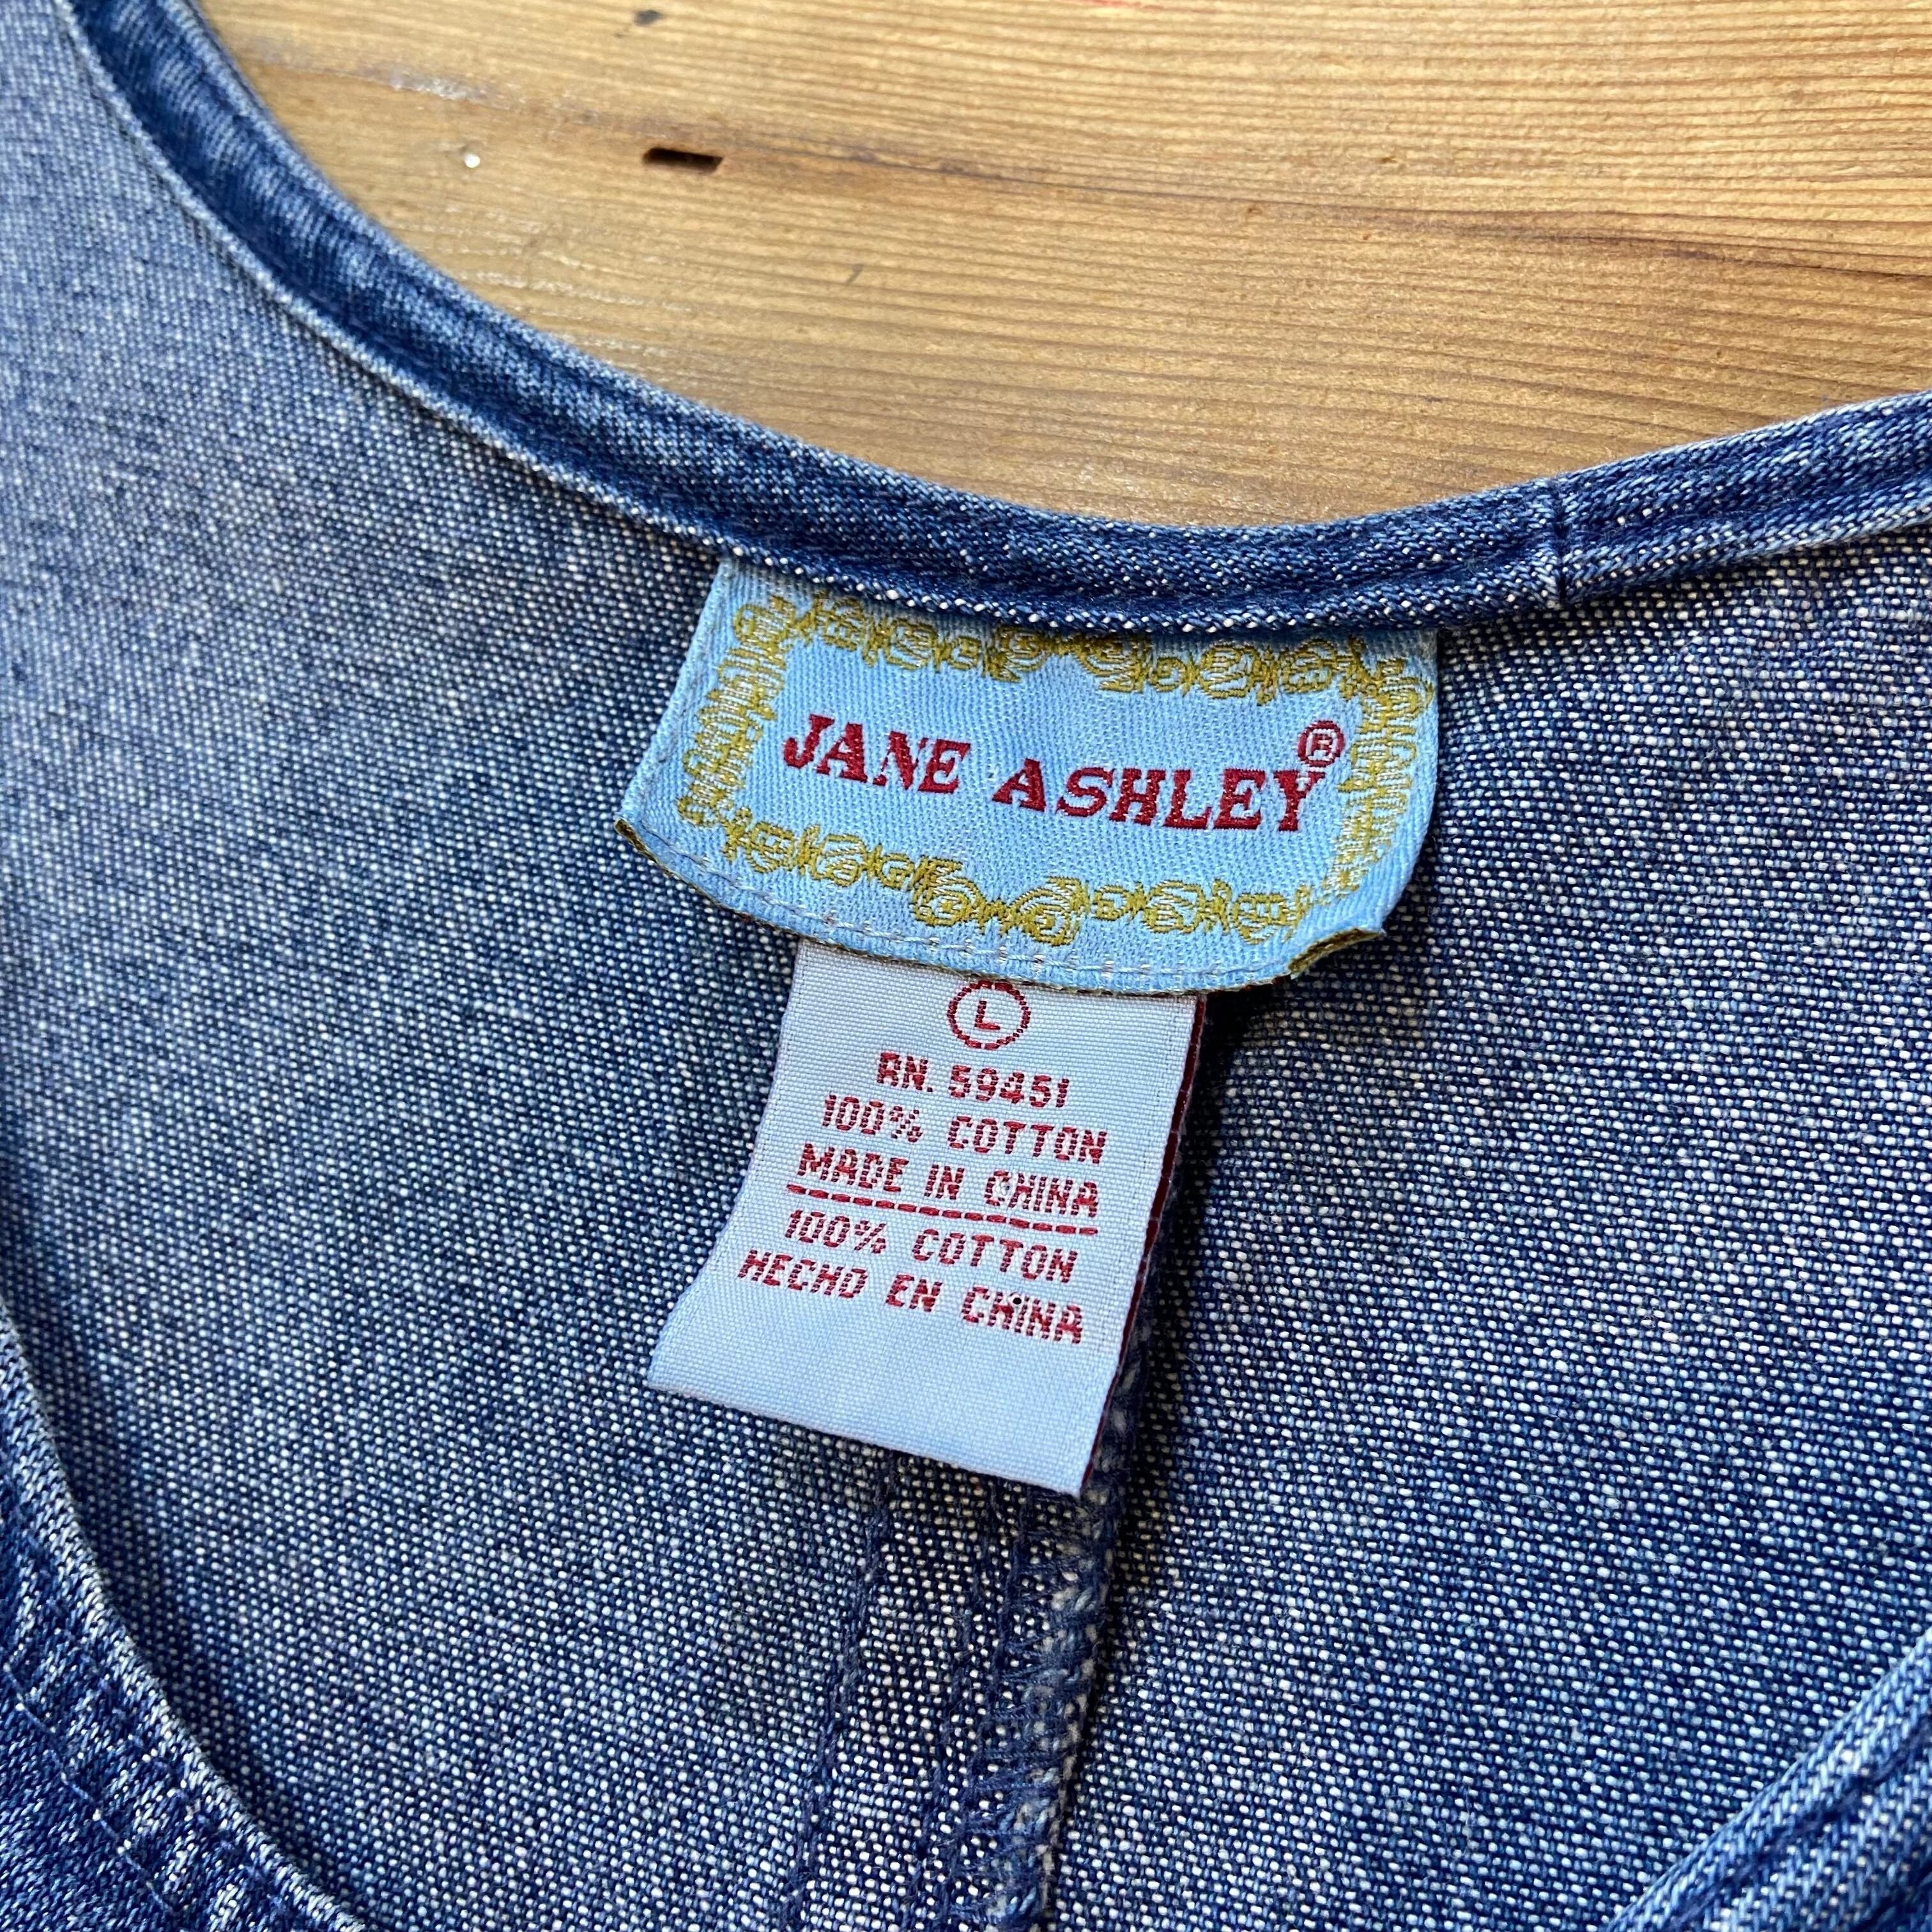 JANE ASHLEY®
L
RN. 59451
100% COTTON
MADE IN CHINA
100% COTTON
HECHO EN CHINA